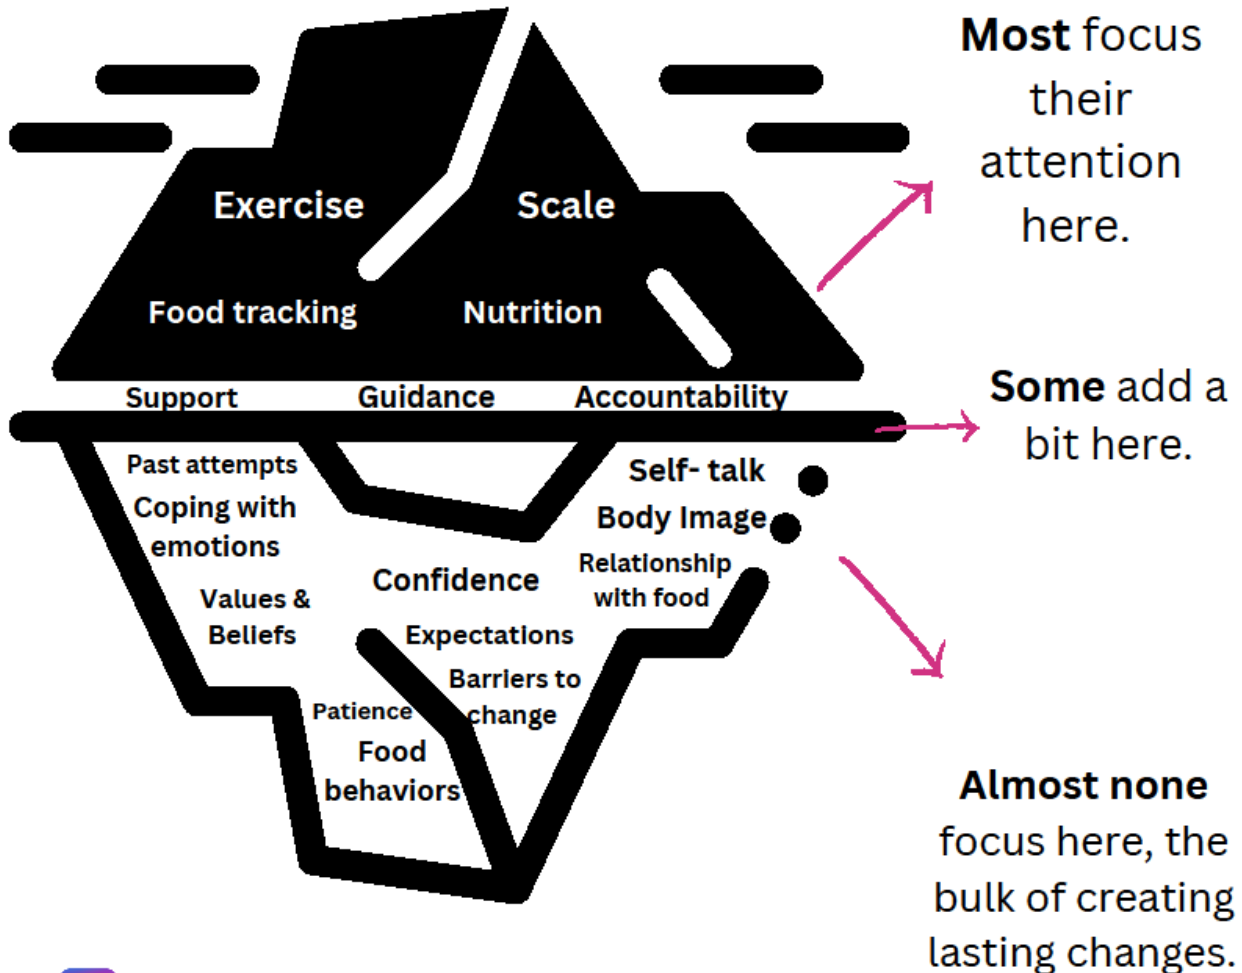 Most focus
their
attention
here.
Exercise
Scale
Food tracking
Nutrition
Support
Guidance
Accountability
Some add a
bit here.
Past attempts
Coping with
emotions
Values &
Beliefs
Confidence
Self- talk
Body Image
Relationship
with food
Expectations
Barriers to
change
Patience
Food
behaviors
Almost none
focus here, the
bulk of creating
lasting changes.